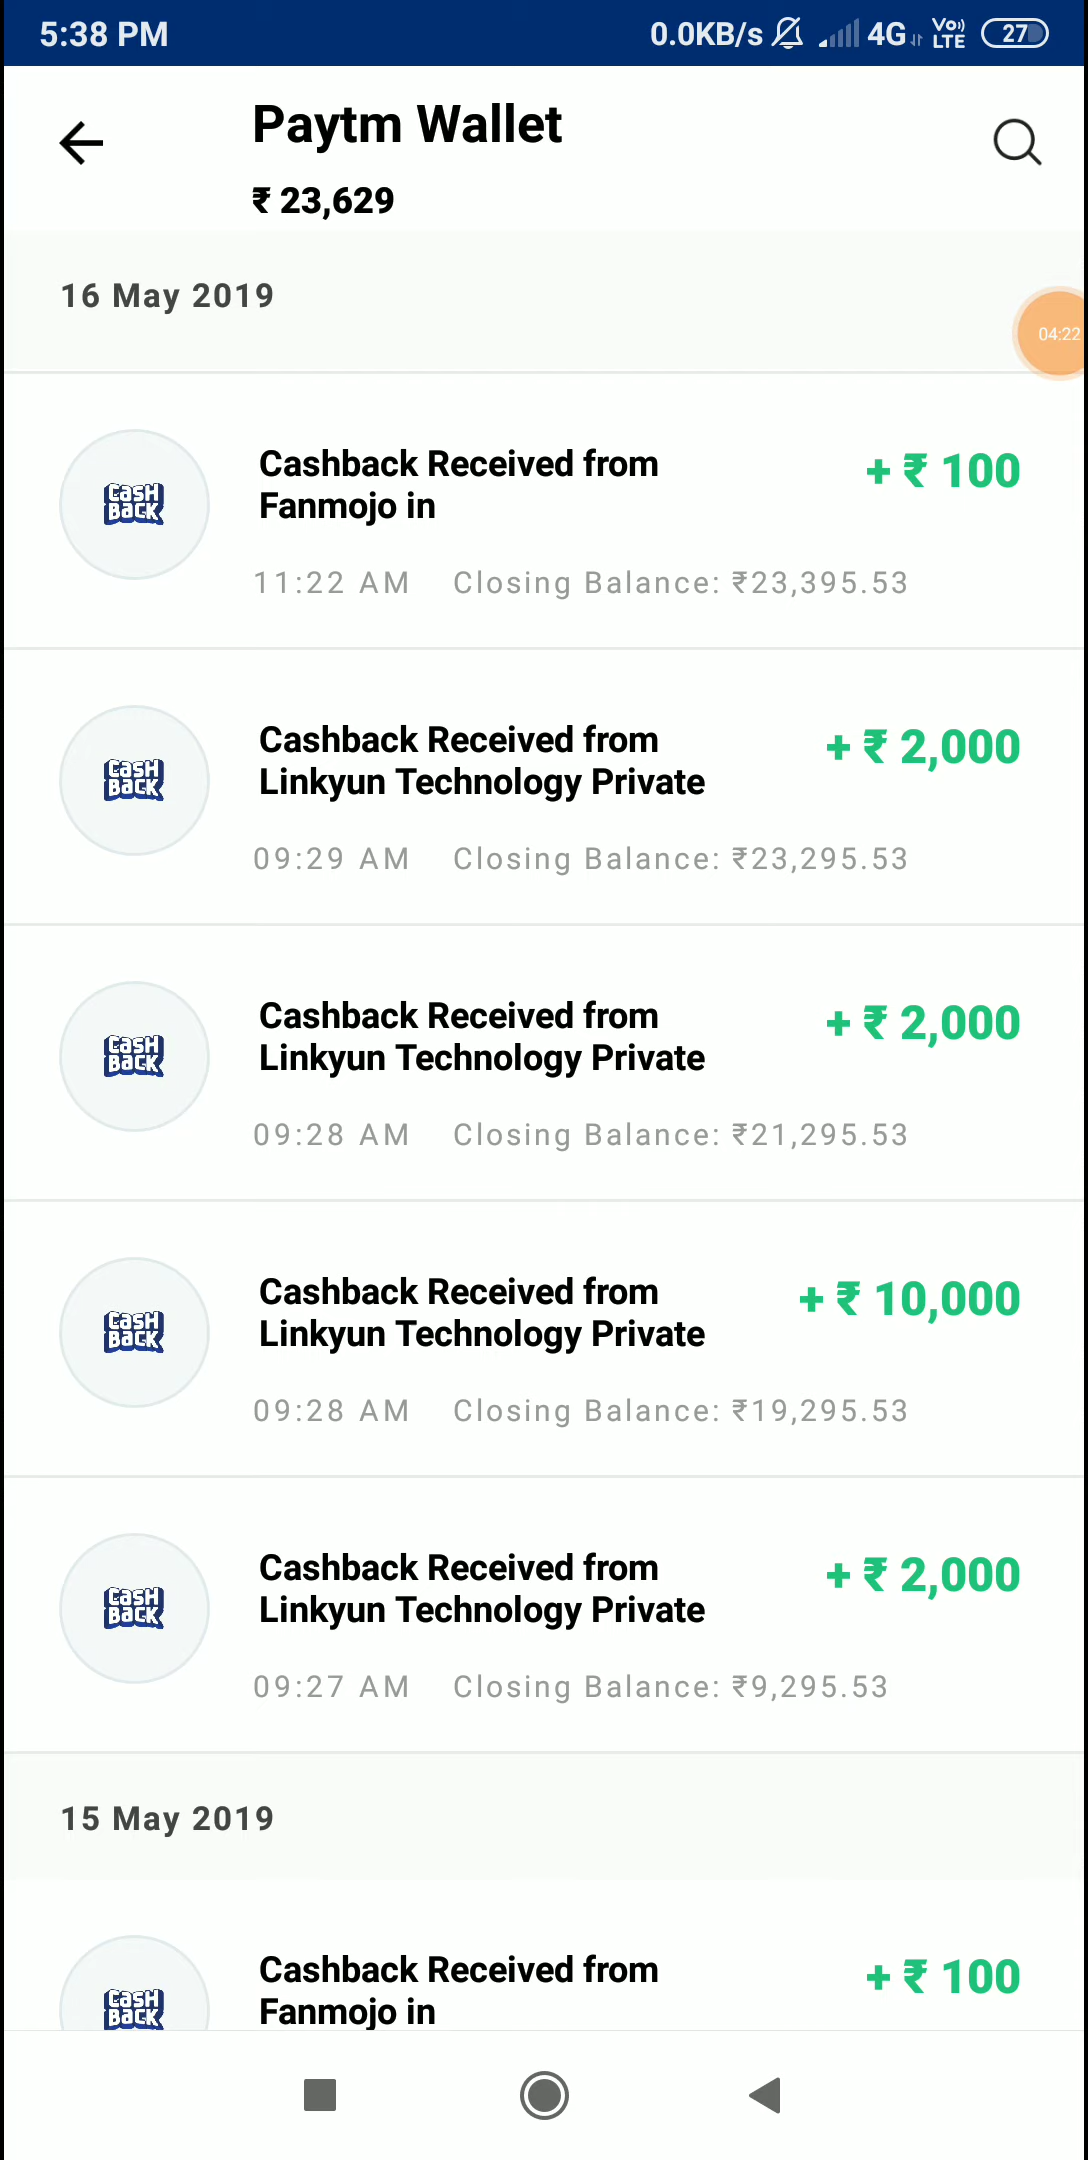 5:38 PM 0.0KB/s 4G Vo)) LTE 27
Paytm Wallet
₹ 23,629
16 May 2019
04:22
Cashback Received from
Fanmojo in
+ ₹ 100
CASH
BACK
11:22 AM Closing Balance: ₹23,395.53
Cashback Received from
Linkyun Technology Private
+ ₹ 2,000
CASH
BACK
09:29 AM Closing Balance: ₹23,295.53
Cashback Received from
Linkyun Technology Private
+ ₹ 2,000
CASH
BACK
09:28 AM Closing Balance: ₹21,295.53
Cashback Received from
Linkyun Technology Private
+ ₹ 10,000
CASH
BACK
09:28 AM Closing Balance: ₹19,295.53
Cashback Received from
Linkyun Technology Private
+ ₹ 2,000
CASH
BACK
09:27 AM Closing Balance: ₹9,295.53
15 May 2019
Cashback Received from
Fanmojo in
+ ₹ 100
CASH
BACK